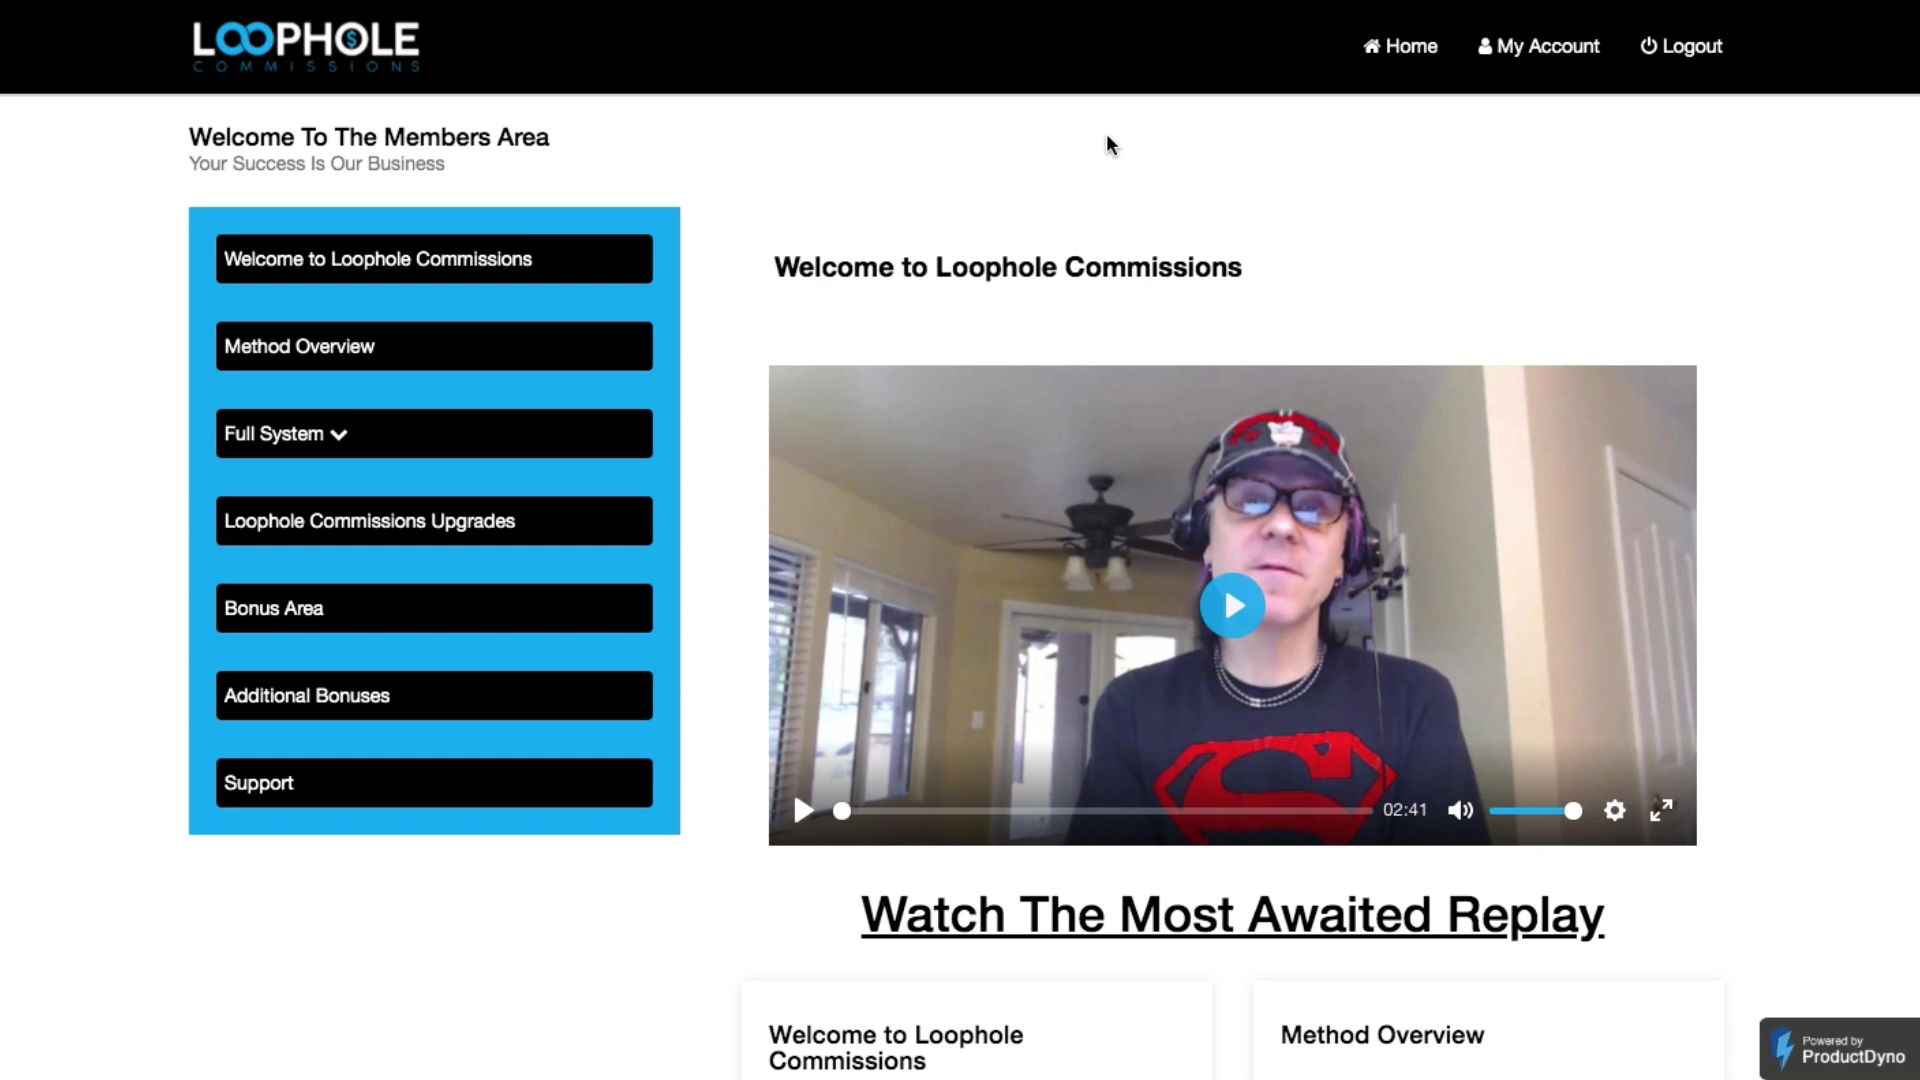 LOOPHOLE
COMMISSIONS
Home
My Account
Logout
Welcome To The Members Area
Your Success Is Our Business
Welcome to Loophole Commissions
Method Overview
Full System
Loophole Commissions Upgrades
Bonus Area
Additional Bonuses
Support
Welcome to Loophole Commissions
02:41
Watch The Most Awaited Replay
Welcome to Loophole
Commissions
Method Overview
Powered by
ProductDyno